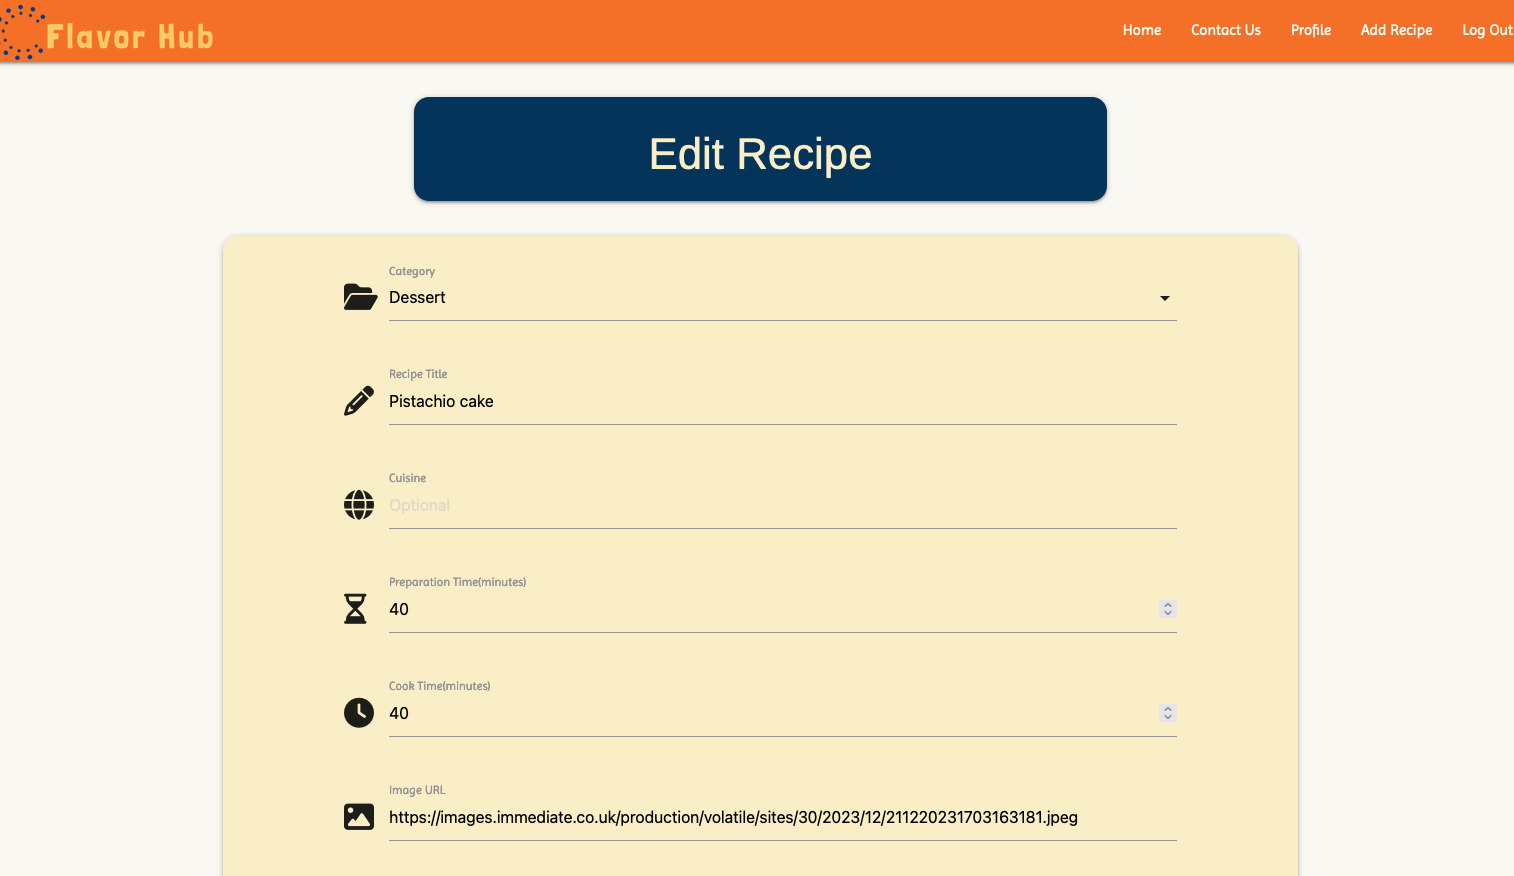 Flavor Hub
Home Contact Us Profile Add Recipe Log Out
Edit Recipe
Category
Dessert
Recipe Title
Pistachio cake
Cuisine
Optional
Preparation Time(minutes)
40
Cook Time(minutes)
40
Image URL
https://images.immediate.co.uk/production/volatile/sites/30/2023/12/211220231703163181.jpeg